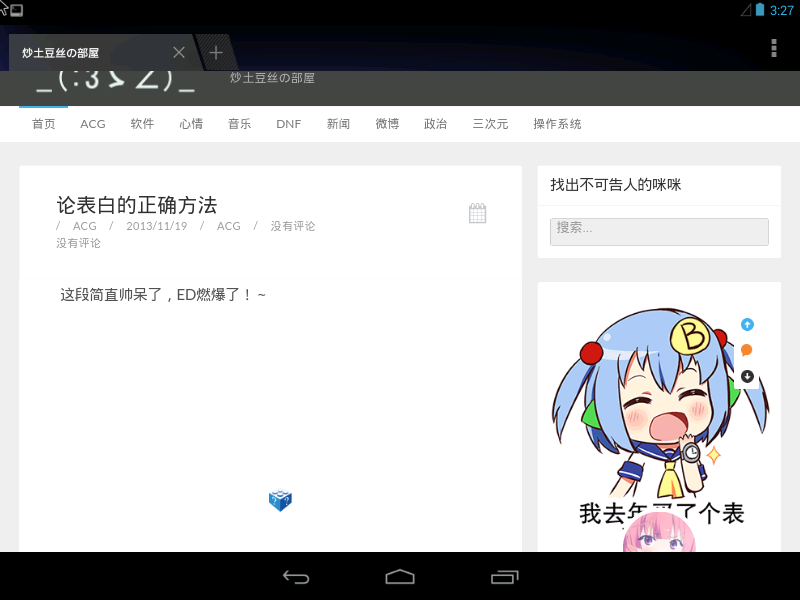 3:27
炒土豆丝の部屋
_(:3
炒土豆丝の部屋
首页 ACG 软件 心情 音乐 DNF 新闻 微博 政治 三次元 操作系统
论表白的正确方法
/ ACG / 2013/11/19 / ACG / 没有评论
没有评论
这段简直帅呆了，ED燃爆了！~
找出不可告人的咪咪
搜索...
B
我去年买了个表